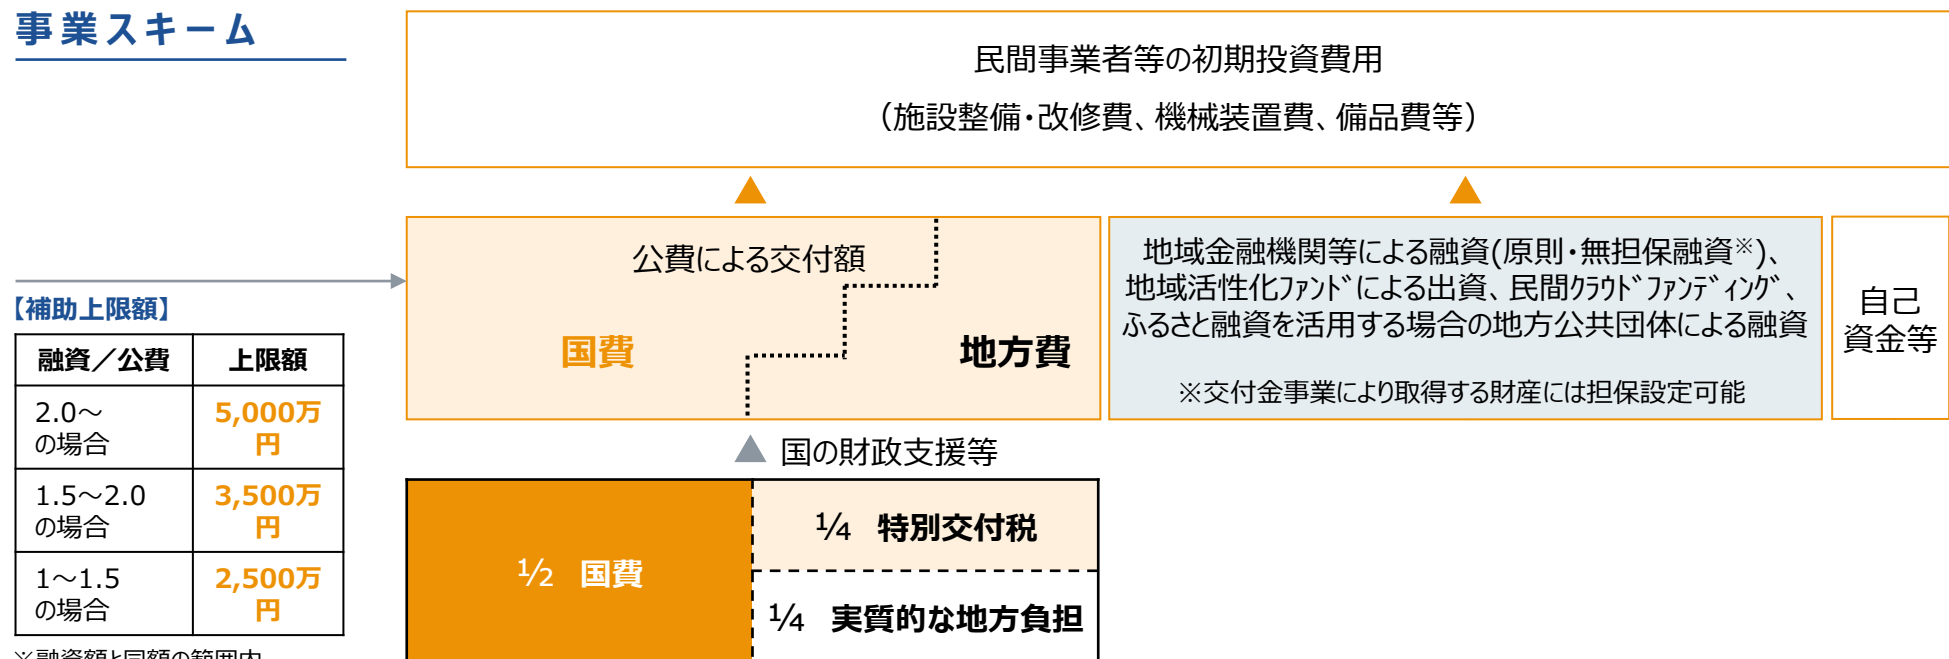 事業スキーム
民間事業者等の初期投資費用
（施設整備・改修費、機械装置費、備品費等）
公費による交付額
国費
地方費
地域金融機関等による融資(原則・無担保融資※)、
地域活性化ﾌｧﾝﾄﾞによる出資、民間ｸﾗｳﾄﾞﾌｧﾝﾃﾞｨﾝｸﾞ、
ふるさと融資を活用する場合の地方公共団体による融資
※交付金事業により取得する財産には担保設定可能
自己
資金等
【補助上限額】
融資／公費 上限額
2.0～
の場合
5,000万
円
1.5～2.0
の場合
3,500万
円
1～1.5
の場合
2,500万
円
※融資額と同額の範囲内
国の財政支援等
½ 国費
¼ 特別交付税
¼ 実質的な地方負担